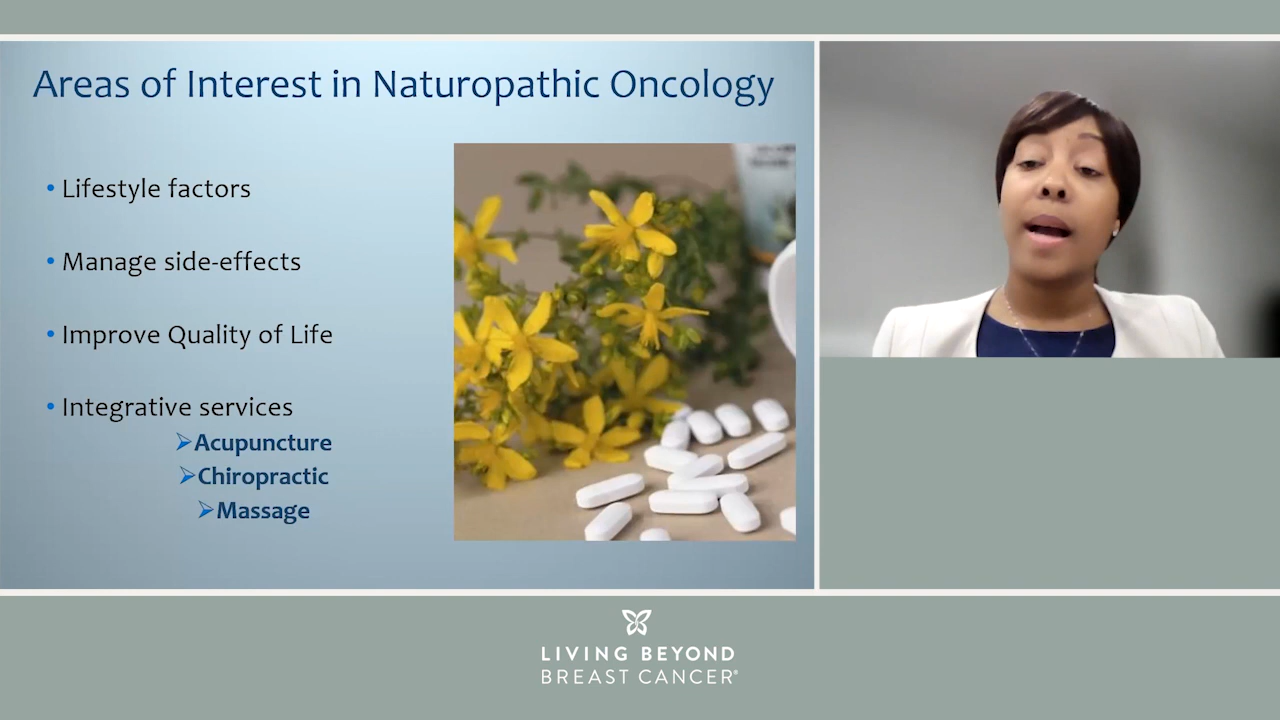 Areas of Interest in Naturopathic Oncology
• Lifestyle factors
• Manage side-effects
• Improve Quality of Life
• Integrative services
➢Acupuncture
➢Chiropractic
➢Massage
LIVING BEYOND
BREAST CANCER®